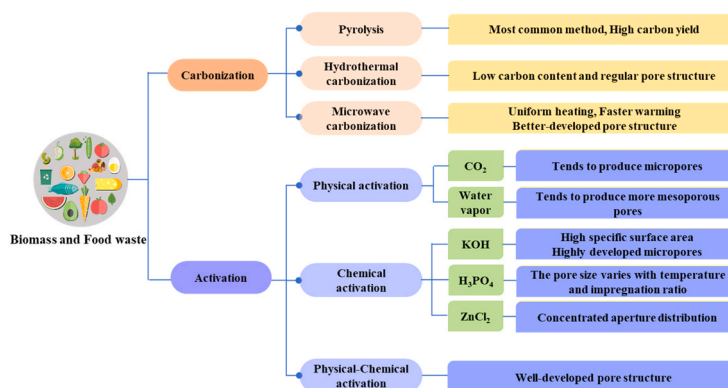 Biomass and Food waste
Carbonization
Pyrolysis
Most common method, High carbon yield
Hydrothermal
carbonization
Low carbon content and regular pore structure
Microwave
carbonization
Uniform heating, Faster warming
Better-developed pore structure
Activation
Physical activation
CO₂
Tends to produce micropores
Water
vapor
Tends to produce more mesoporous
pores
Chemical
activation
KOH
High specific surface area
Highly developed micropores
H₃PO₄
The pore size varies with temperature
and impregnation ratio
ZnCl₂
Concentrated aperture distribution
Physical-Chemical
activation
Well-developed pore structure